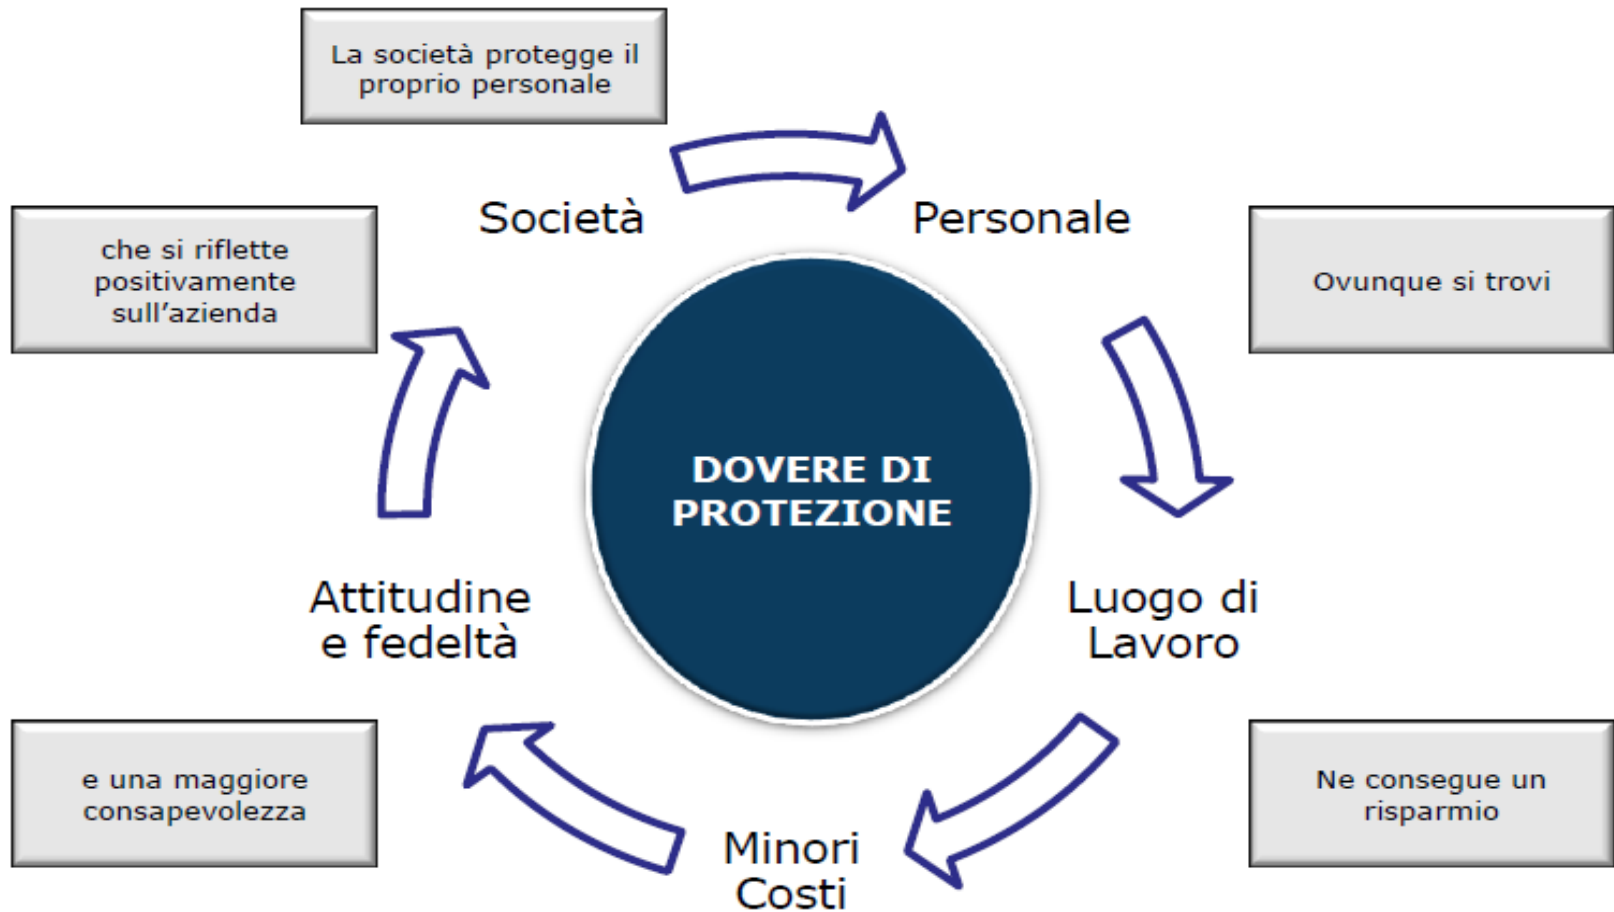 La società protegge il
proprio personale
Società
Personale
che si riflette
positivamente
sull’azienda
Ovunque si trovi
DOVERE DI
PROTEZIONE
Attitudine
e fedeltà
Luogo di
Lavoro
e una maggiore
consapevolezza
Ne consegue un
risparmio
Minori
Costi